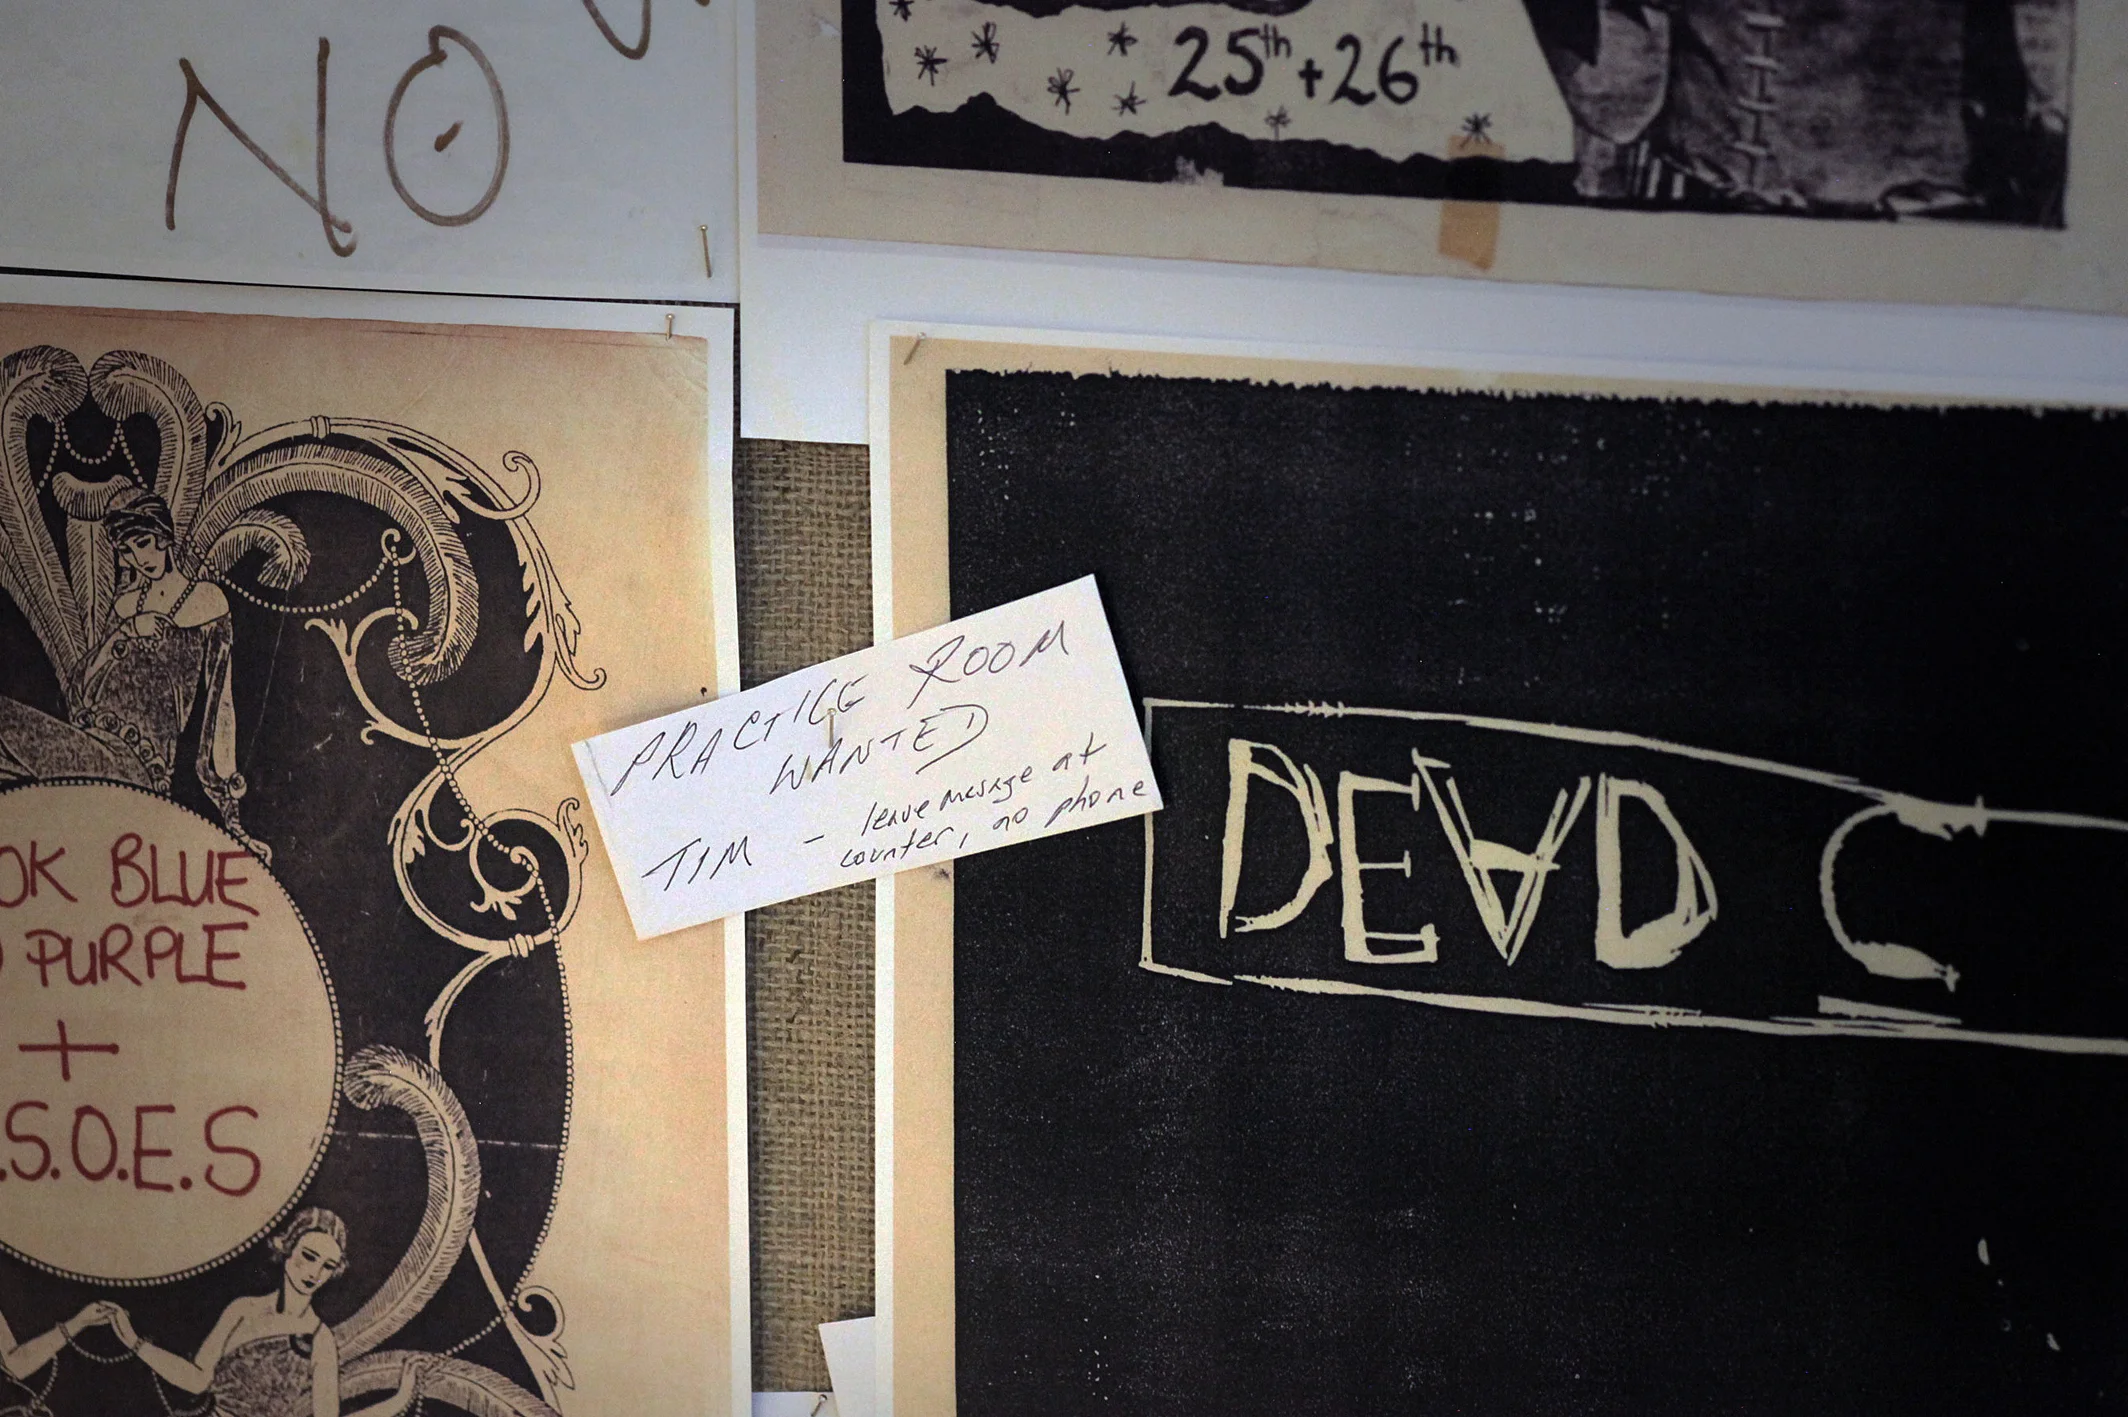 NO
25th + 26th
PRACTICE ROOM
WANTED
TIM - leave message at
counter, no phone
DEAD C
OK BLUE
PURPLE
+
.S.O.E.S